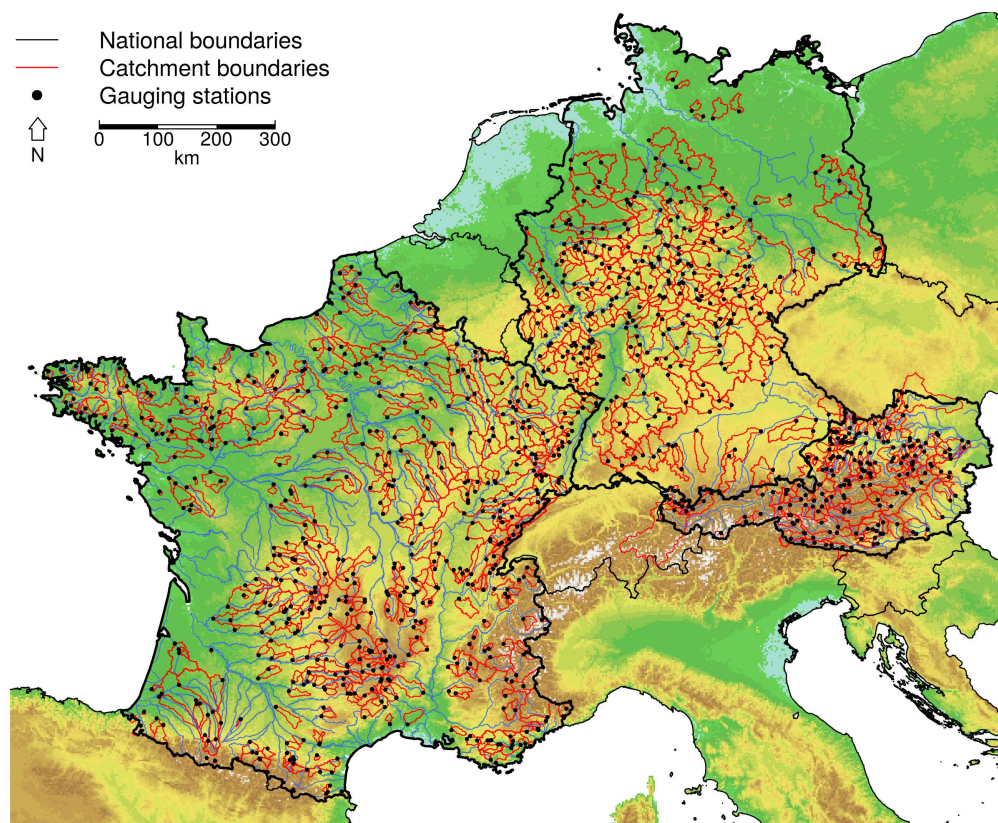 National boundaries
Catchment boundaries
Gauging stations
N
0 100 200 300
km